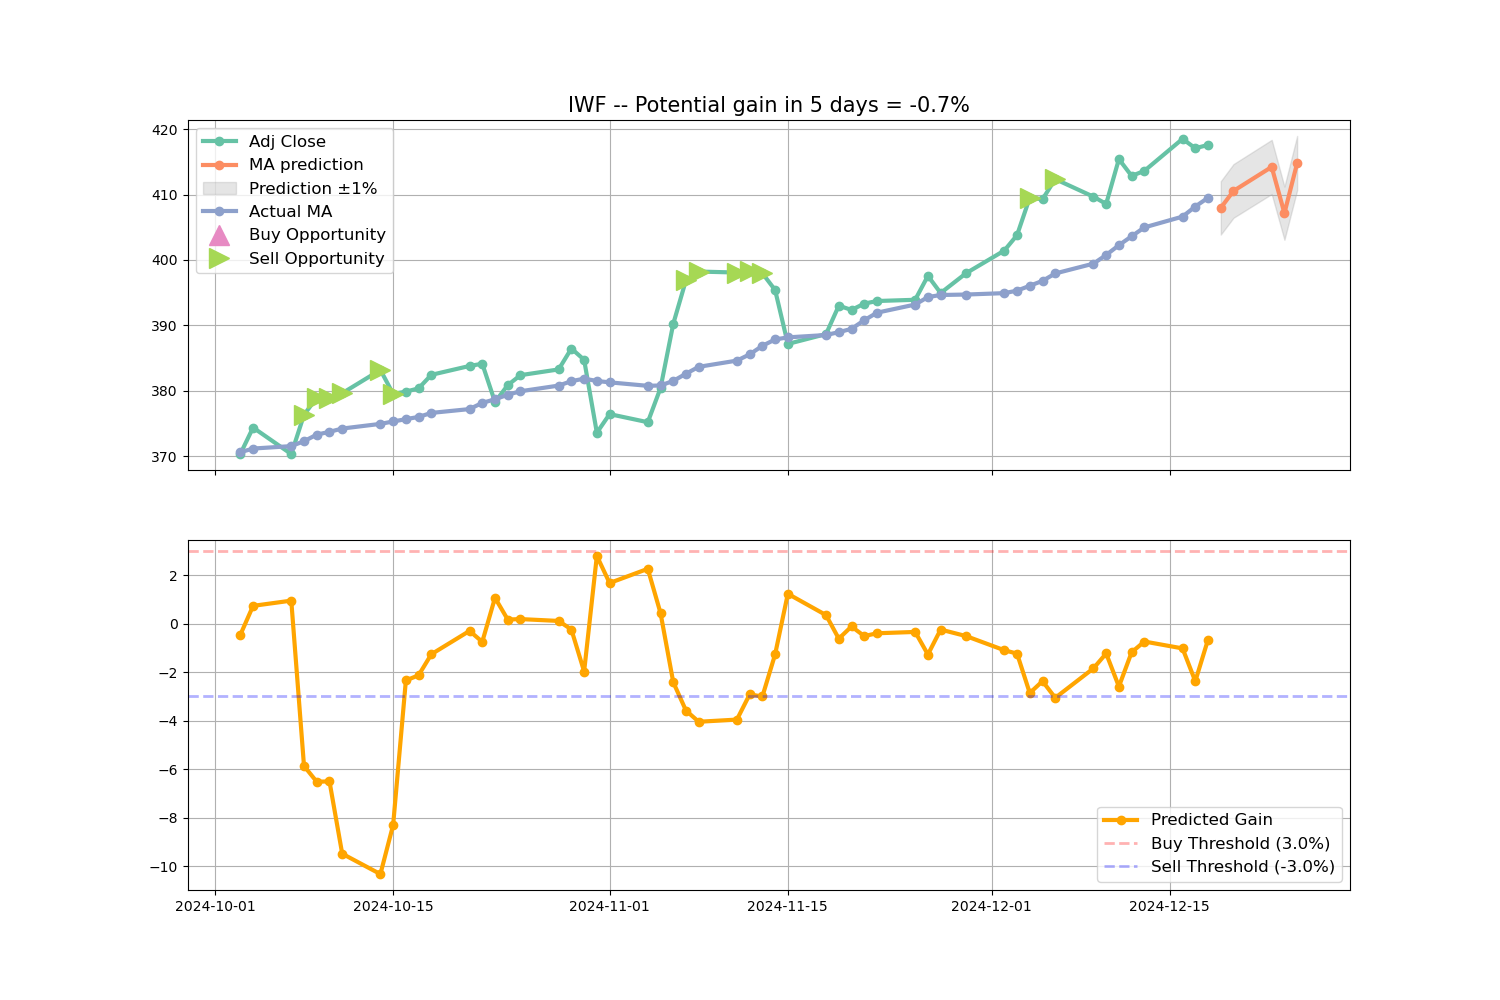 IWF -- Potential gain in 5 days = -0.7%
420
410
400
390
380
370
Adj Close
MA prediction
Prediction ±1%
Actual MA
Buy Opportunity
Sell Opportunity
2
0
−2
−4
−6
−8
−10
Predicted Gain
Buy Threshold (3.0%)
Sell Threshold (-3.0%)
2024-10-01 2024-10-15 2024-11-01 2024-11-15 2024-12-01 2024-12-15